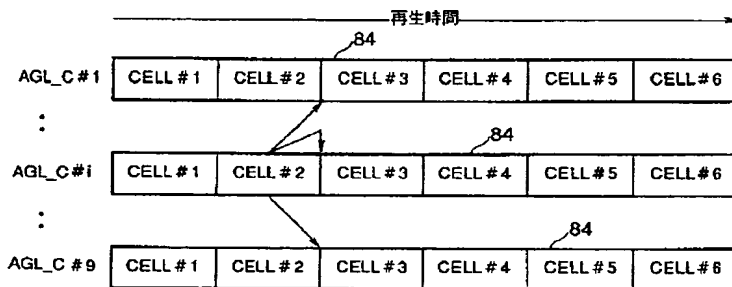 再生時間
84
AGL_C #1 CELL #1 CELL #2 CELL #3 CELL #4 CELL #5 CELL #6
:
84
AGL_C #i CELL #1 CELL #2 CELL #3 CELL #4 CELL #5 CELL #6
:
84
AGL_C #9 CELL #1 CELL #2 CELL #3 CELL #4 CELL #5 CELL #6